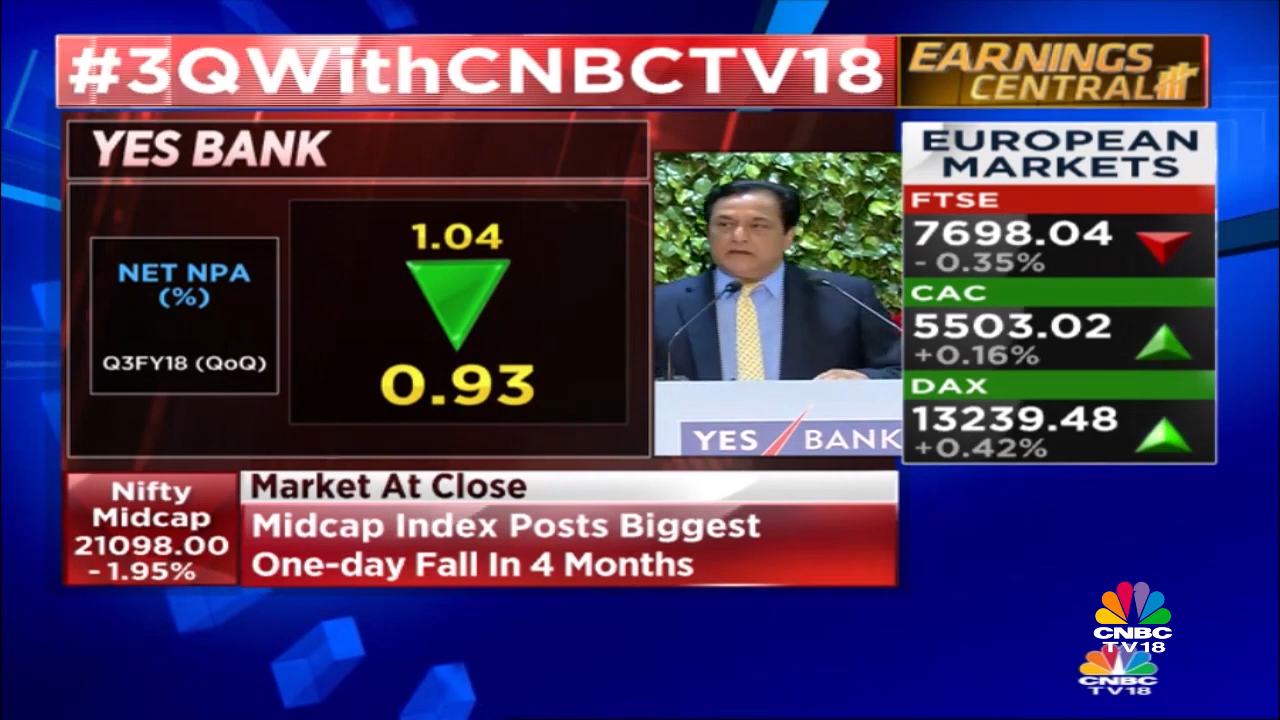 #3QWithCNBCTV18
EARNINGS
CENTRAL
YES BANK
NET NPA
(%)
Q3FY18 (QoQ)
1.04
0.93
YES BANK
EUROPEAN
MARKETS
FTSE
7698.04
- 0.35%
CAC
5503.02
+0.16%
DAX
13239.48
+0.42%
Nifty
Midcap
21098.00
- 1.95%
Market At Close
Midcap Index Posts Biggest
One-day Fall In 4 Months
CNBC
TV18
CNBC
TV18